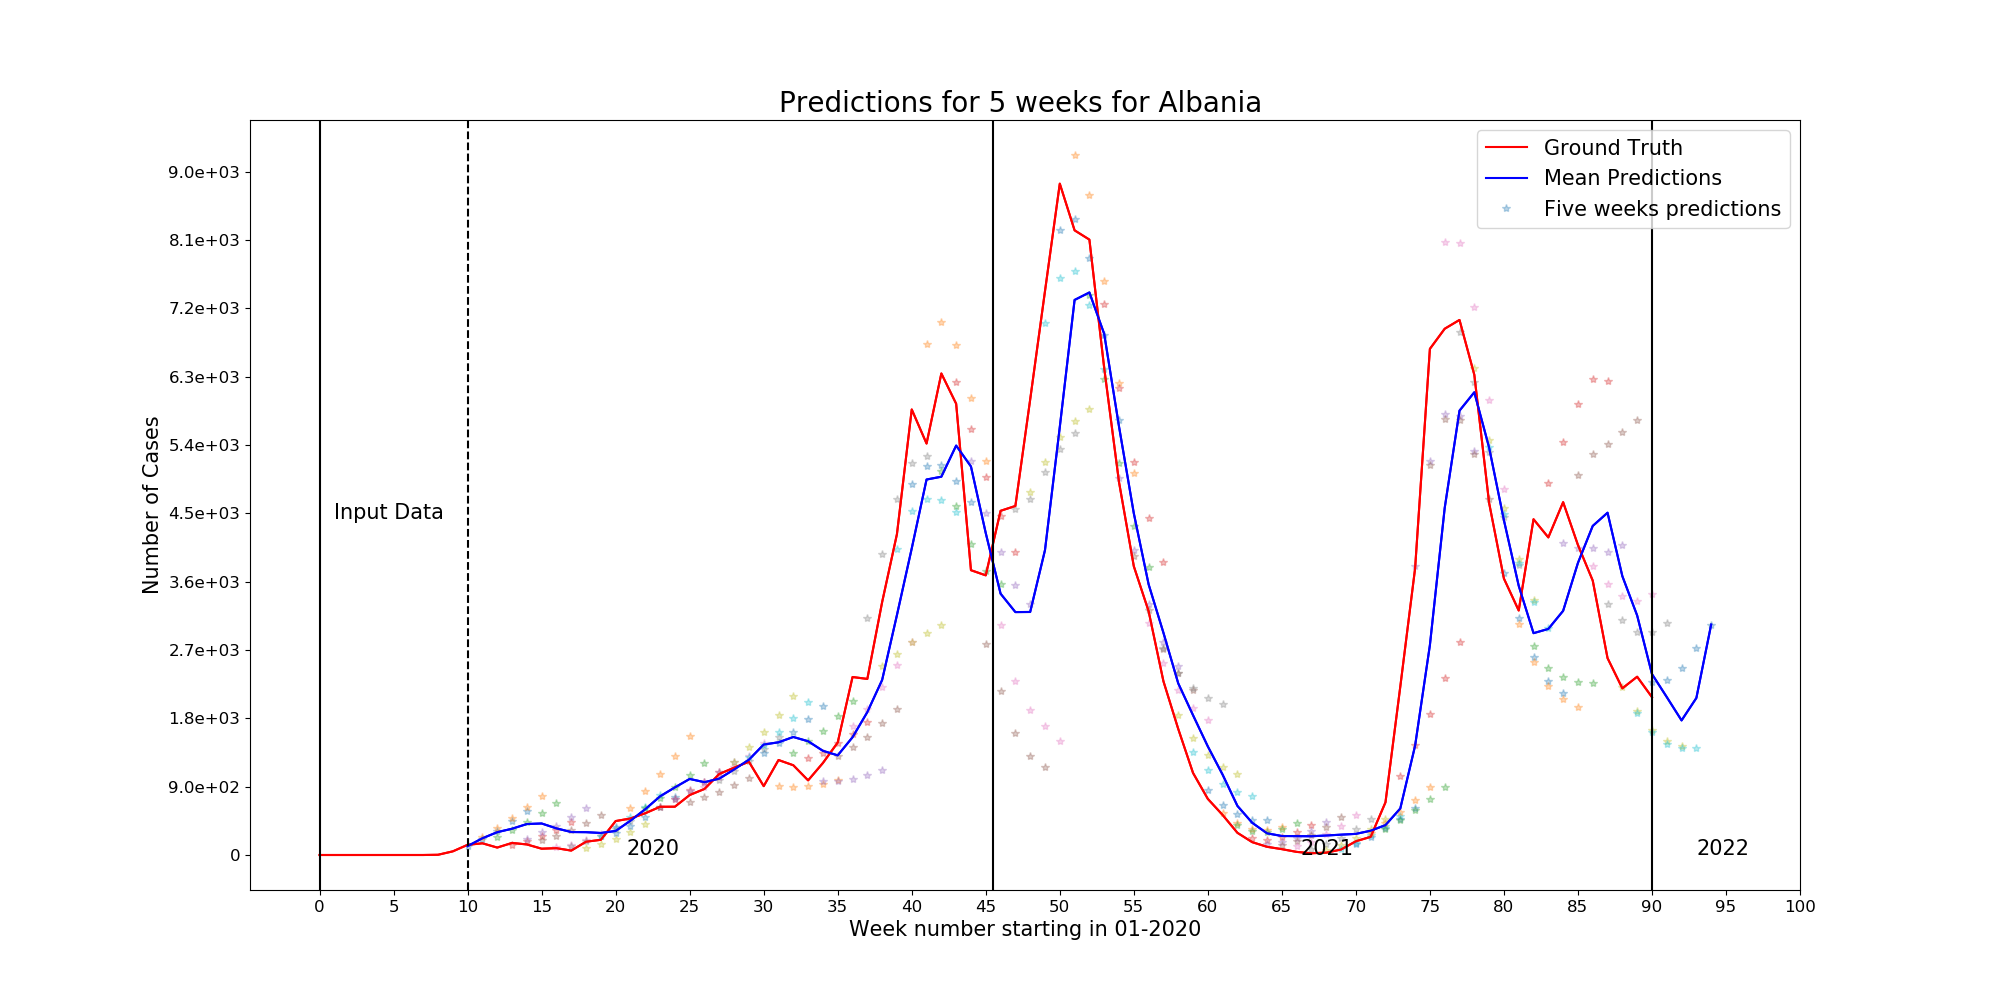 Predictions for 5 weeks for Albania
Ground Truth
Mean Predictions
Five weeks predictions
9.0e+03
8.1e+03
7.2e+03
6.3e+03
5.4e+03
4.5e+03
3.6e+03
2.7e+03
1.8e+03
9.0e+02
0
Number of Cases
Input Data
2020
2021
2022
0 5 10 15 20 25 30 35 40 45 50 55 60 65 70 75 80 85 90 95 100
Week number starting in 01-2020